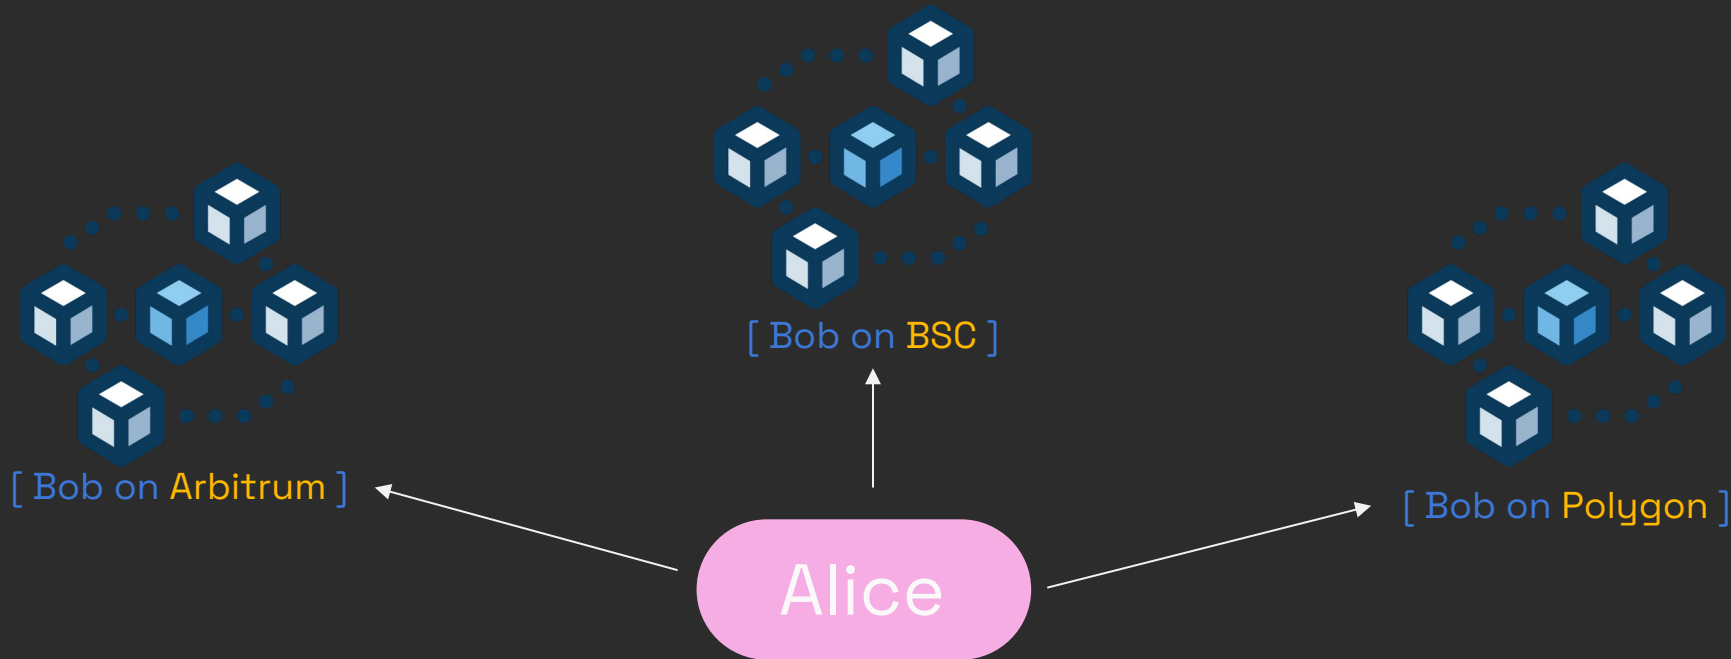 [ Bob on BSC ]
[ Bob on Arbitrum ]
[ Bob on Polygon ]
Alice